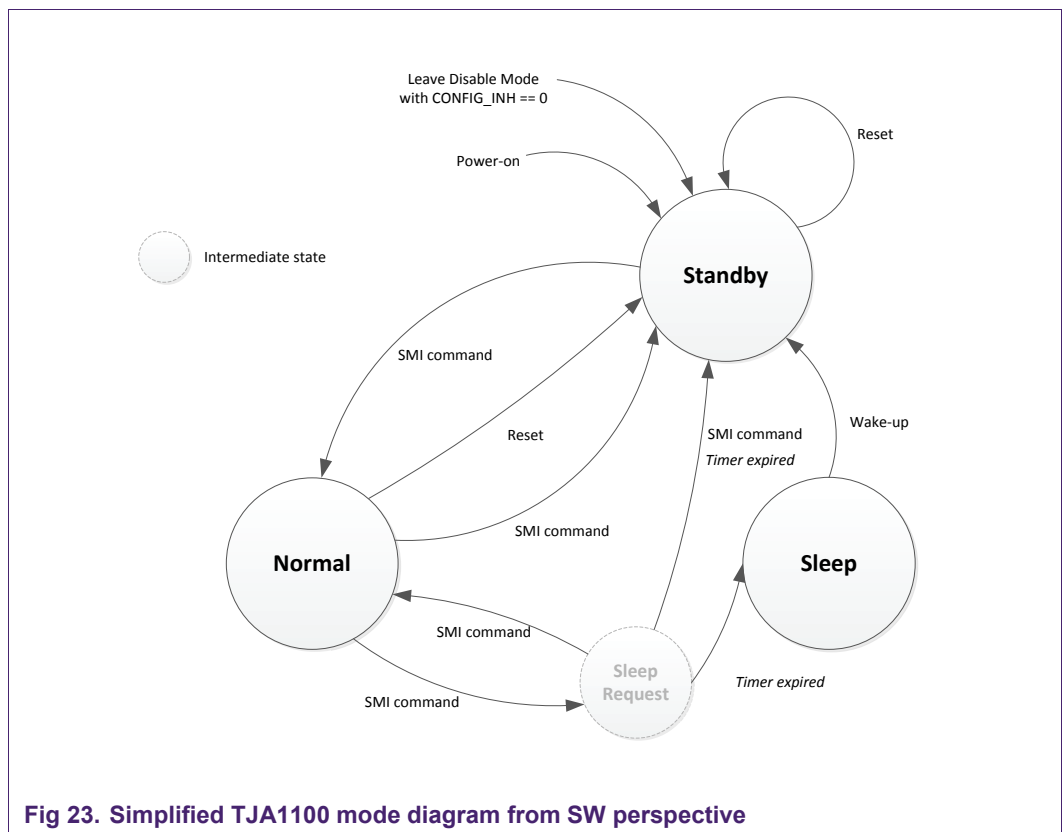 Leave Disable Mode
with CONFIG_INH == 0
Reset
Power-on
Intermediate state
Standby
SMI command
Wake-up
Reset
SMI command
Timer expired
SMI command
Normal
Sleep
SMI command
Sleep
Request
Timer expired
SMI command
Fig 23. Simplified TJA1100 mode diagram from SW perspective